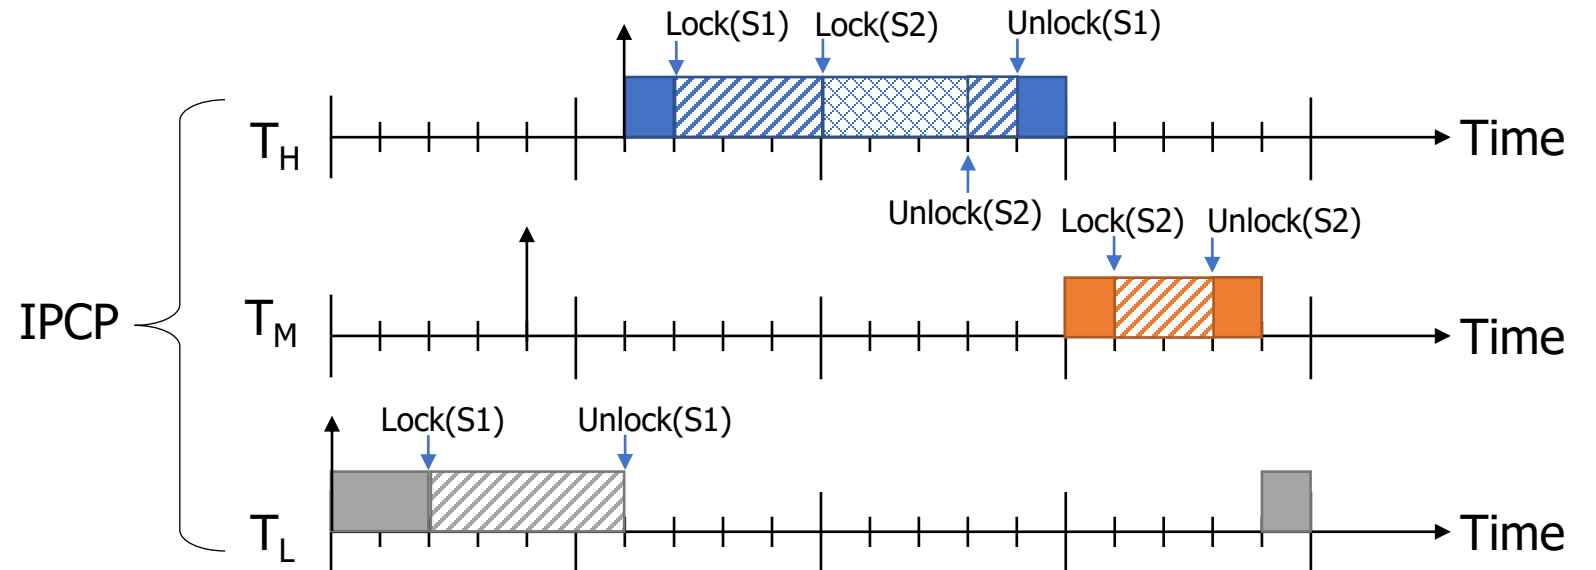 Lock(S1) Lock(S2) Unlock(S1)
T_H Time
Unlock(S2) Lock(S2) Unlock(S2)
IPCP T_M Time
Lock(S1) Unlock(S1)
T_L Time